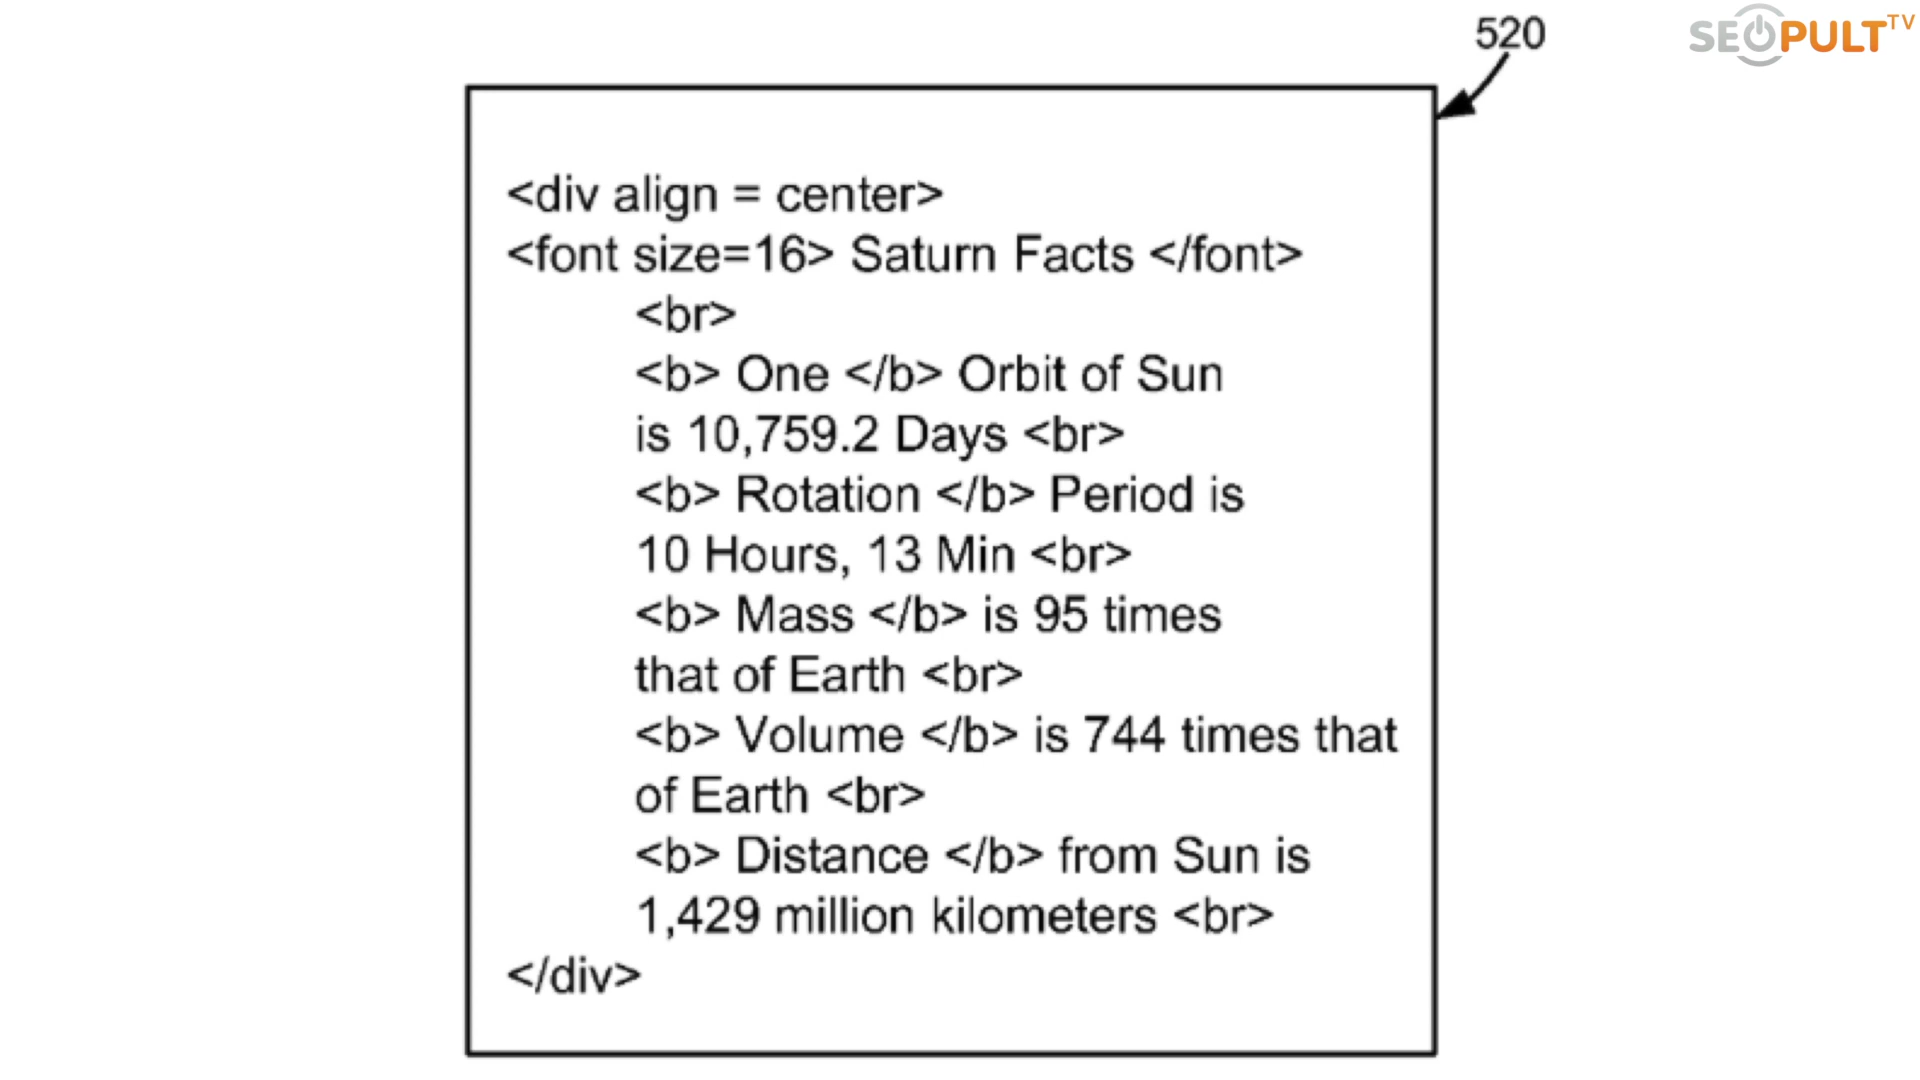 520
SEOPULT TV
<div align = center>
<font size=16> Saturn Facts </font>
<br>
<b> One </b> Orbit of Sun
is 10,759.2 Days <br>
<b> Rotation </b> Period is
10 Hours, 13 Min <br>
<b> Mass </b> is 95 times
that of Earth <br>
<b> Volume </b> is 744 times that
of Earth <br>
<b> Distance </b> from Sun is
1,429 million kilometers <br>
</div>